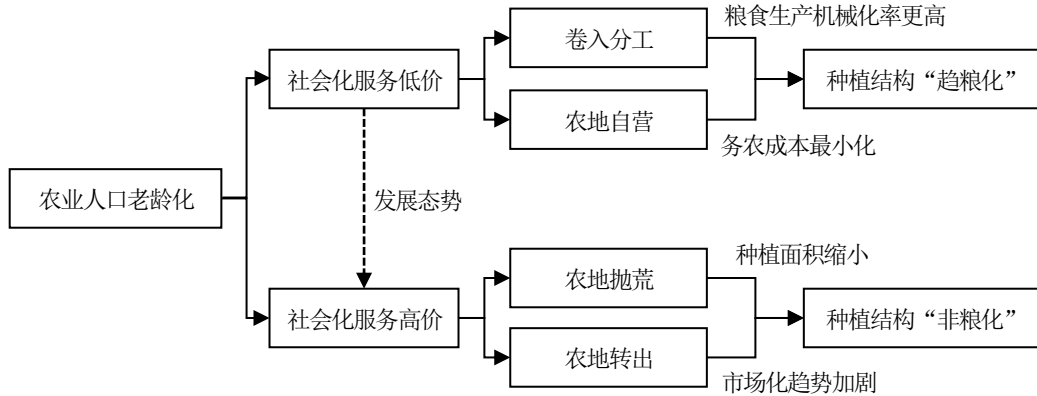 粮食生产机械化率更高
卷入分工
社会化服务低价
种植结构“趋粮化”
农地自营
务农成本最小化
农业人口老龄化
发展态势
种植面积缩小
农地抛荒
社会化服务高价
种植结构“非粮化”
农地转出
市场化趋势加剧